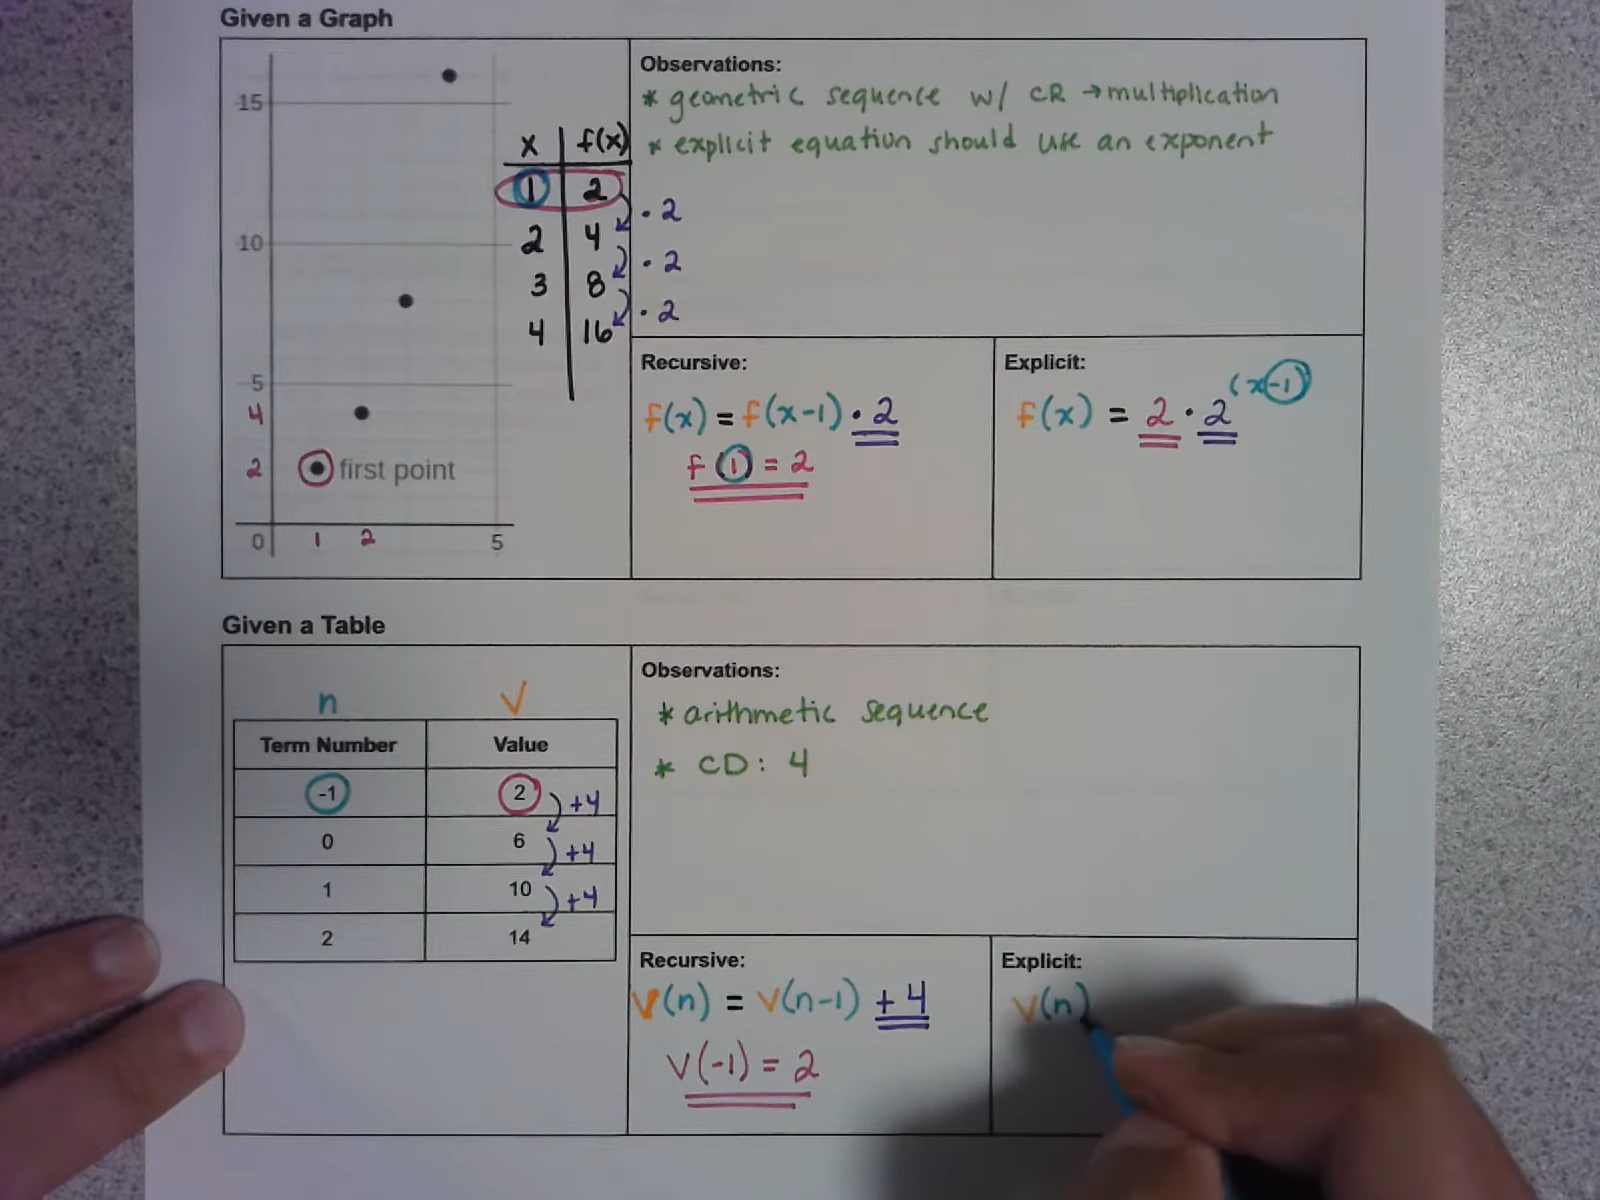 Given a Graph
15
10
5
4
2
0
1 2 5
first point
x f(x)
1 2
2 4
3 8
4 16
· 2
· 2
· 2
Observations:
* geometric sequence w/ CR → multiplication
* explicit equation should use an exponent
Recursive:
f(x) = f(x-1) · 2
f(1) = 2
Explicit:
f(x) = 2 · 2^(x-1)
Given a Table
n V
Term Number Value
-1 2
0 6
1 10
2 14
+4
+4
+4
Observations:
* arithmetic sequence
* CD: 4
Recursive:
V(n) = V(n-1) + 4
V(-1) = 2
Explicit:
V(n)